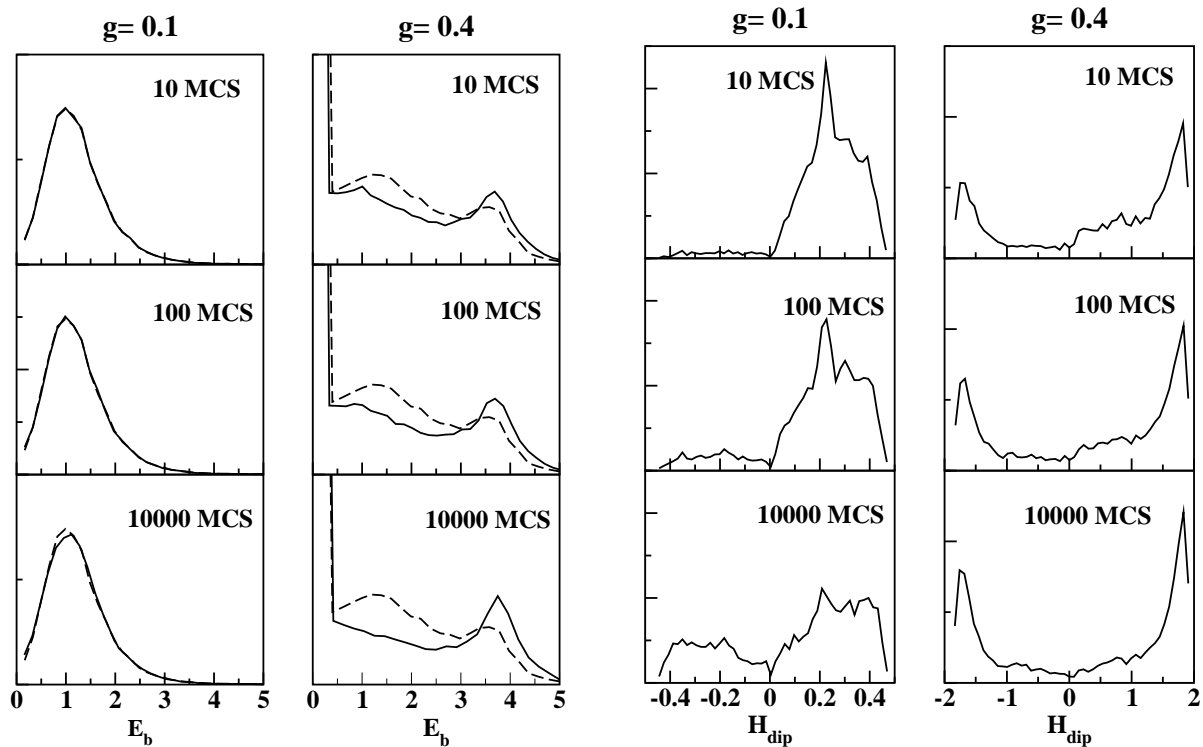 g= 0.1
g= 0.4
g= 0.1
g= 0.4
10 MCS
10 MCS
10 MCS
10 MCS
100 MCS
100 MCS
100 MCS
100 MCS
10000 MCS
10000 MCS
10000 MCS
10000 MCS
0 1 2 3 4 5
0 1 2 3 4 5
-0.4 -0.2 0 0.2 0.4
-2 -1 0 1 2
E_b
E_b
H_dip
H_dip